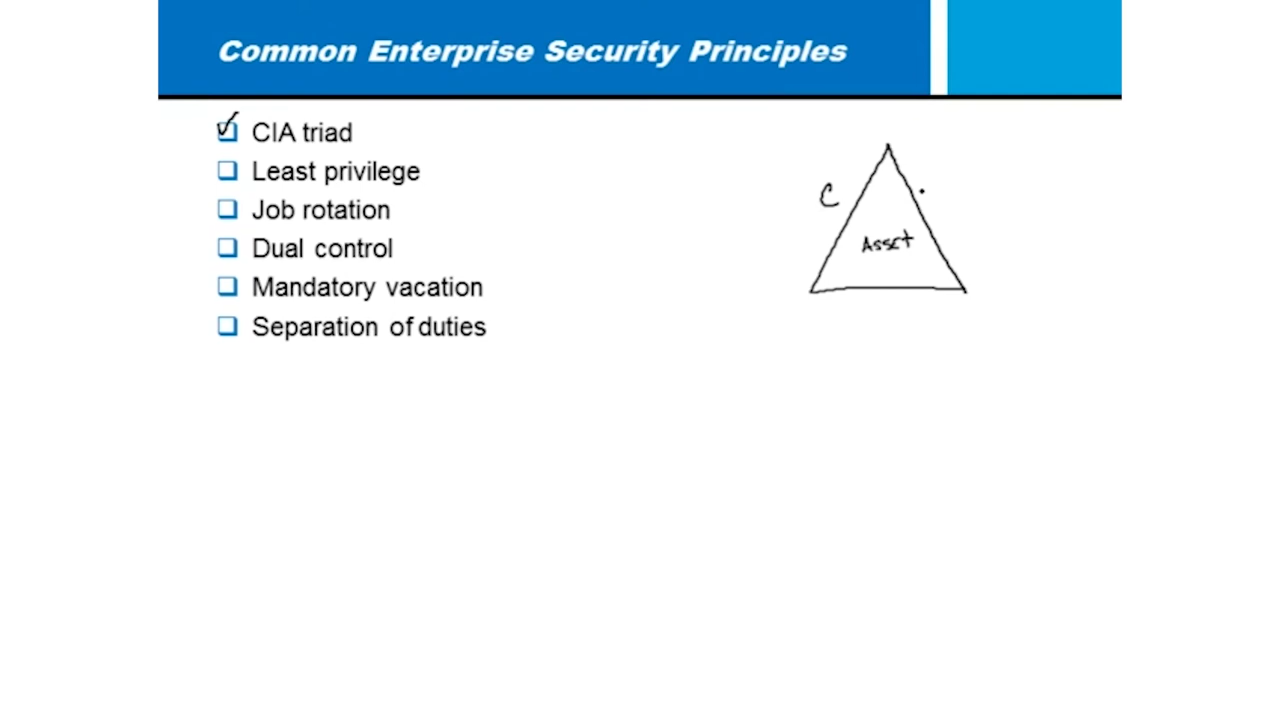 Common Enterprise Security Principles
CIA triad
Least privilege
Job rotation
Dual control
Mandatory vacation
Separation of duties
C
Asset